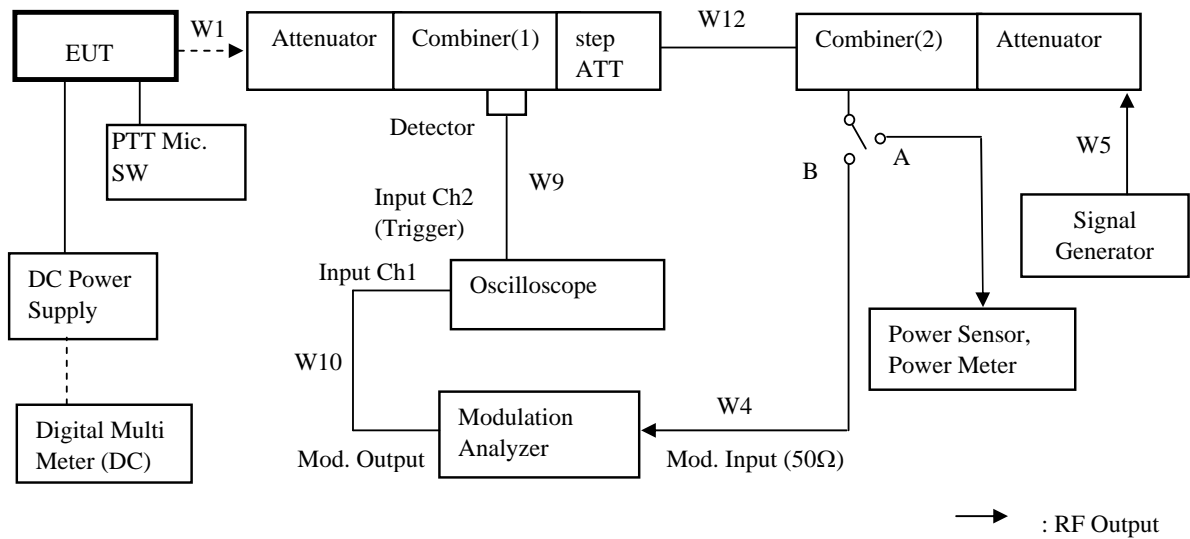 W1
W12
EUT
Attenuator
Combiner(1)
step
ATT
Combiner(2)
Attenuator
PTT Mic.
SW
Detector
W9
B
A
W5
Input Ch2
(Trigger)
Signal
Generator
DC Power
Supply
Input Ch1
Oscilloscope
Power Sensor,
Power Meter
W10
W4
Digital Multi
Meter (DC)
Modulation
Analyzer
Mod. Output
Mod. Input (50Ω)
: RF Output